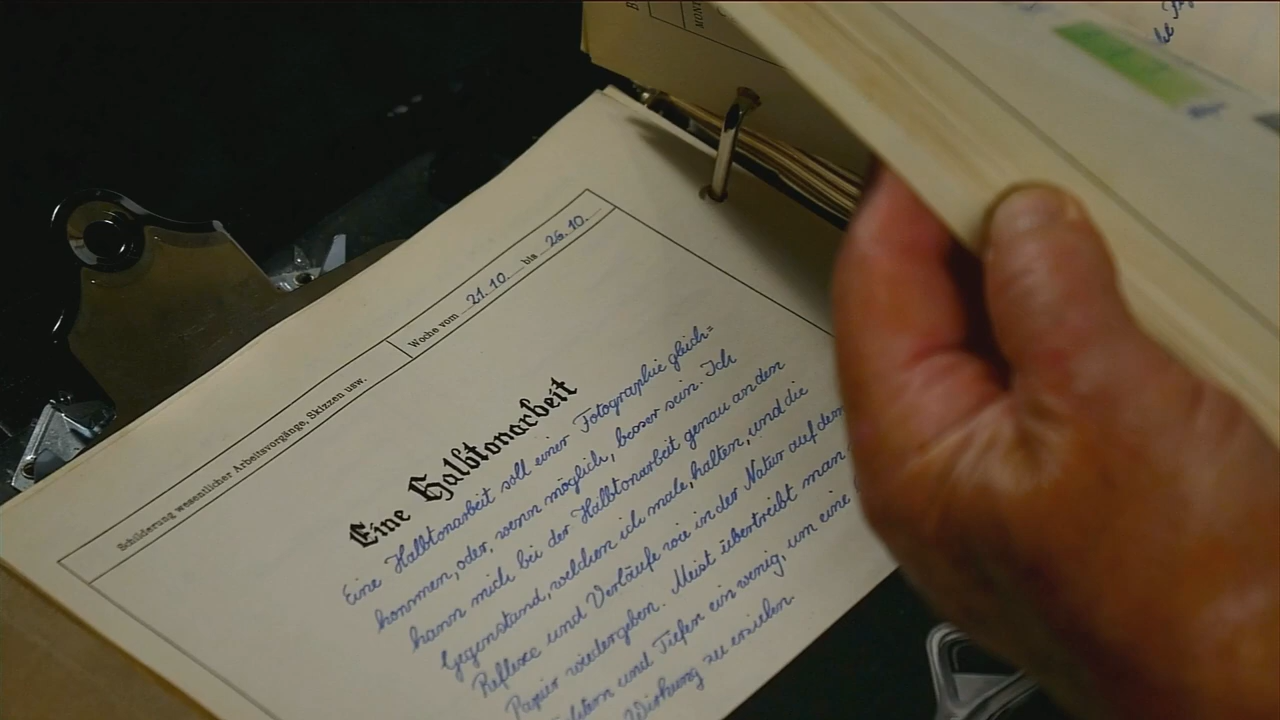 Schilderung wesentlicher Arbeitsvorgänge, Skizzen usw.
Woche vom 21.10. bis 26.10.
Eine Halbtonarbeit
Eine Halbtonarbeit soll einer Fotographie gleich=
kommen, oder, wenn möglich, besser sein. Ich
kann mich bei der Halbtonarbeit genau an den
Gegenstand, welchen ich male, halten, und die
Reflexe und Verläufe wie in der Natur auf dem
Papier wiedergeben. Meist übertreibt man
und Tiefen ein wenig, um eine
Wirkung zu erzielen.